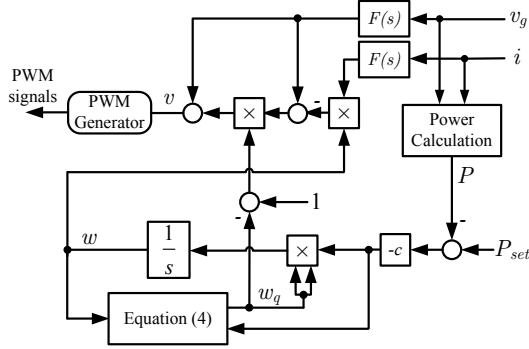 F(s)
v_g
F(s)
i
PWM
signals
PWM
Generator
v
×
-
×
Power
Calculation
P
-
1
-
w
1
s
×
-c
P_set
w_q
Equation (4)